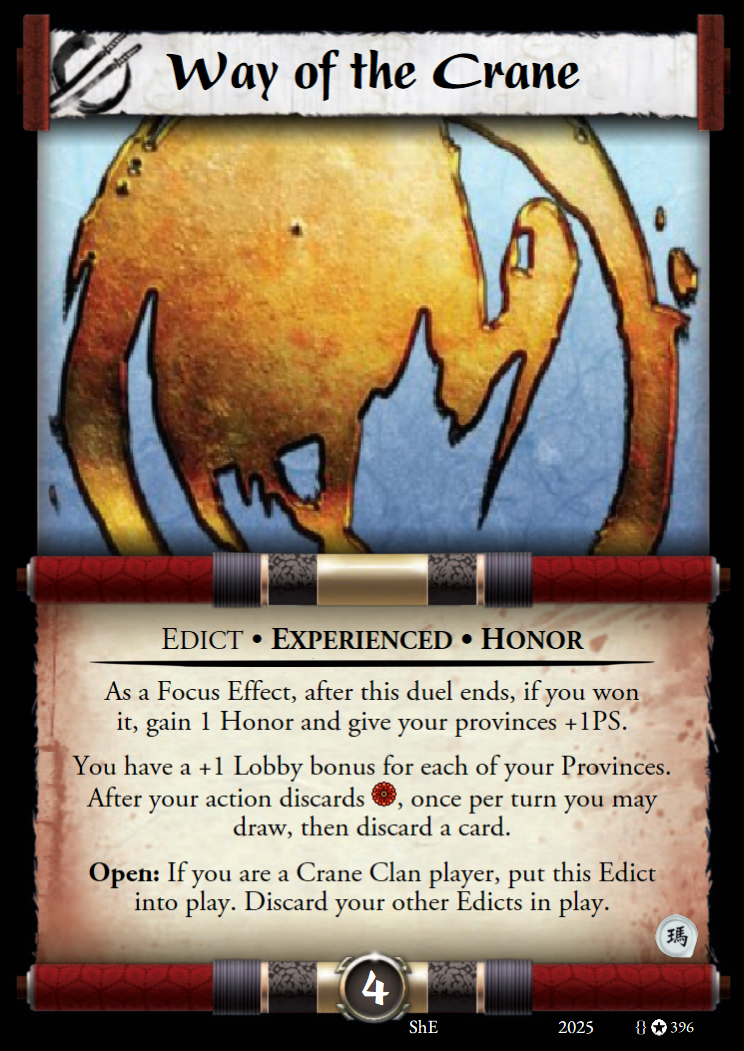 Way of the Crane
EDICT • EXPERIENCED • HONOR
As a Focus Effect, after this duel ends, if you won
it, gain 1 Honor and give your provinces +1PS.
You have a +1 Lobby bonus for each of your Provinces.
After your action discards , once per turn you may
draw, then discard a card.
Open: If you are a Crane Clan player, put this Edict
into play. Discard your other Edicts in play.
瑪
4
ShE 2025 {} 396